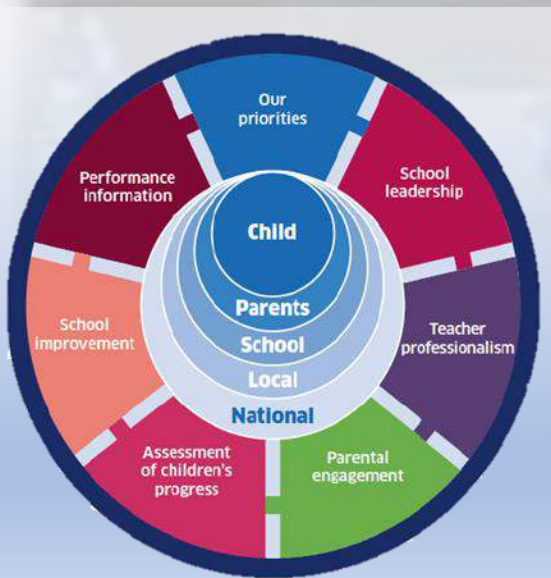 Our
priorities
School
leadership
Teacher
professionalism
Parental
engagement
Assessment
of children's
progress
School
improvement
Performance
information
Child
Parents
School
Local
National